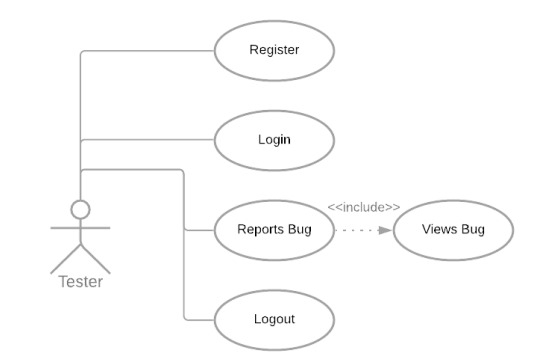 Register
Login
<<include>>
Reports Bug
Views Bug
Tester
Logout